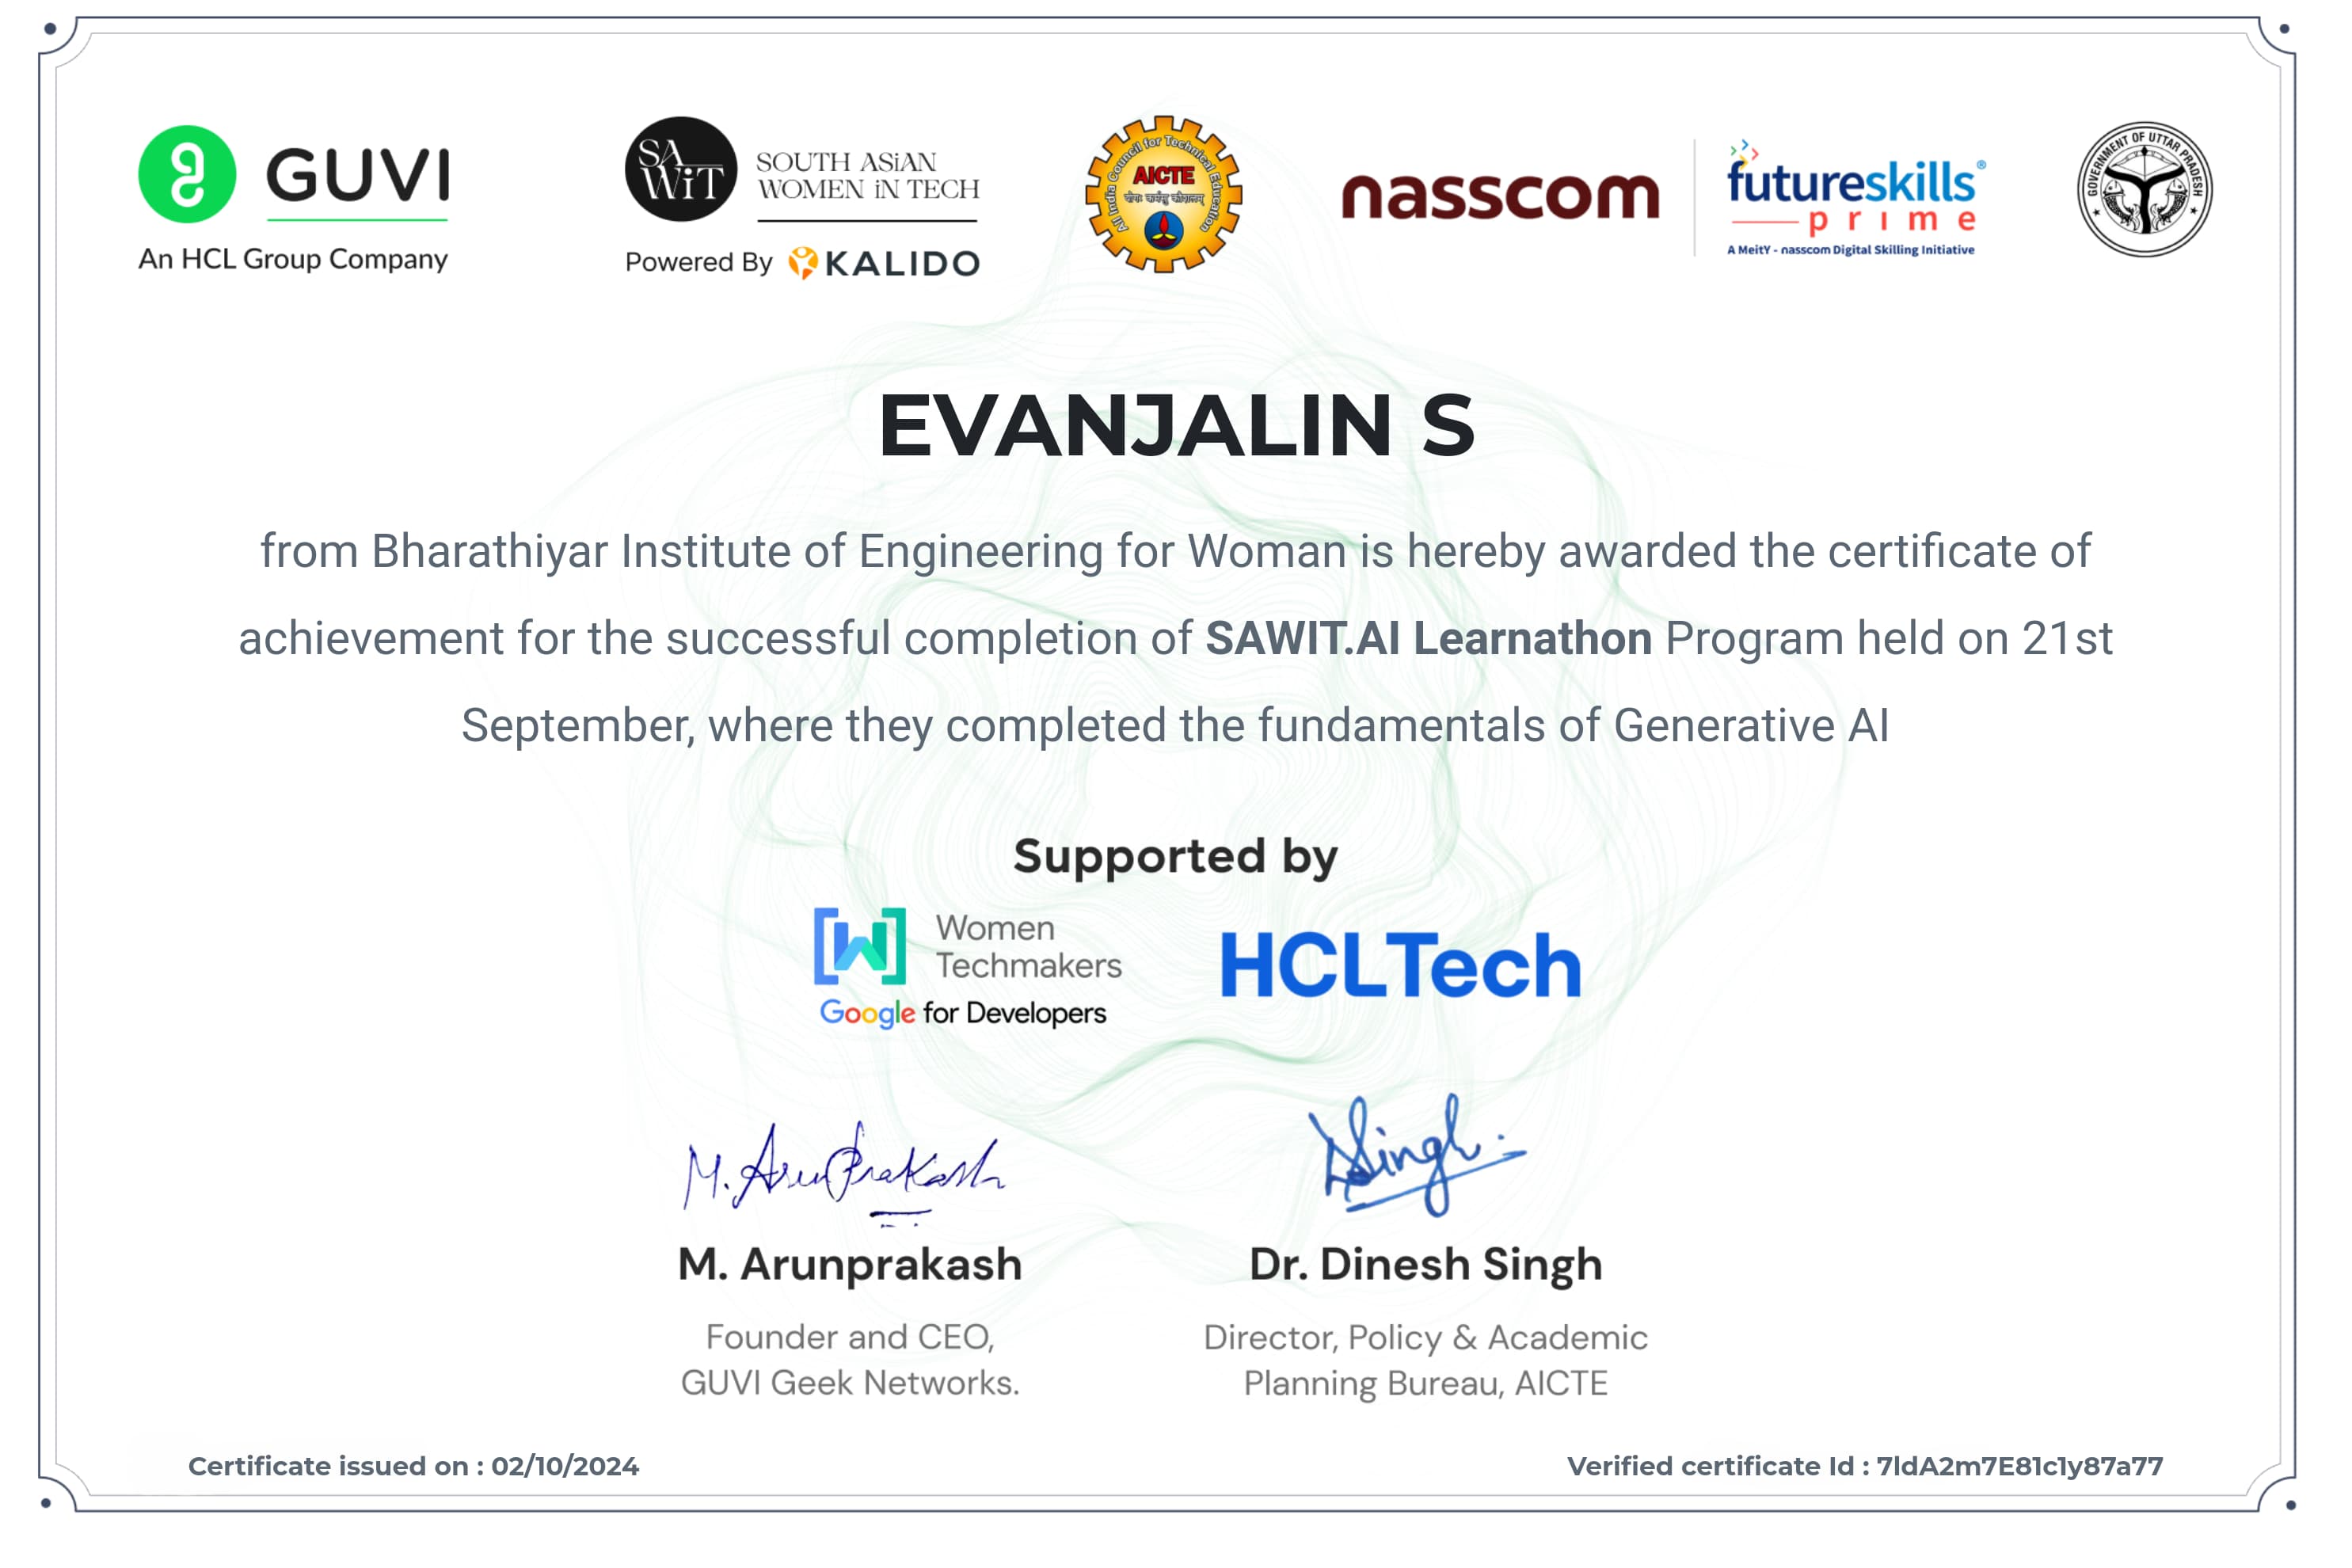 GUVI
An HCL Group Company
SA
WiT
SOUTH ASiAN
WOMEN iN TECH
Powered By KALIDO
All India Council for Technical Education
AICTE
योगः कर्मसु कौशलम्
nasscom
futureskills®
prime
A MeitY - nasscom Digital Skilling Initiative
GOVERNMENT OF UTTAR PRADESH
EVANJALIN S
from Bharathiyar Institute of Engineering for Woman is hereby awarded the certificate of
achievement for the successful completion of SAWIT.AI Learnathon Program held on 21st
September, where they completed the fundamentals of Generative AI
Supported by
Women
Techmakers
Google for Developers
HCLTech
M. ArunPrakash
DSingh
M. Arunprakash
Dr. Dinesh Singh
Founder and CEO,
GUVI Geek Networks.
Director, Policy & Academic
Planning Bureau, AICTE
Certificate issued on : 02/10/2024
Verified certificate Id : 7ldA2m7E81c1y87a77